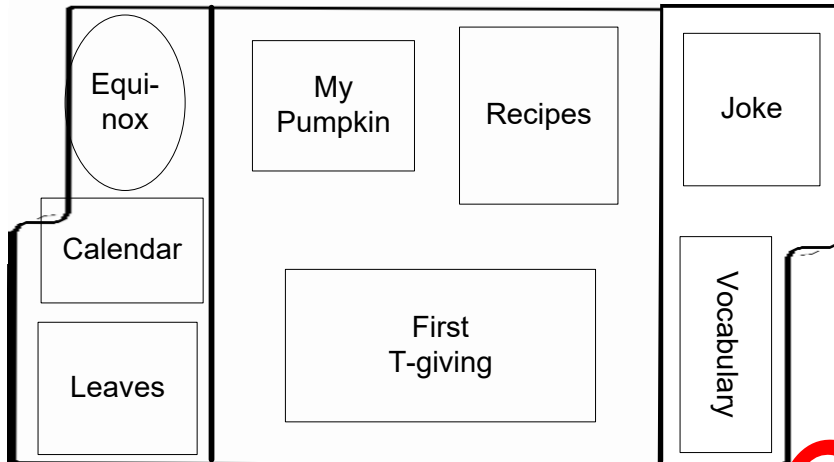 Equi-
nox
My
Pumpkin
Recipes
Joke
Calendar
First
T-giving
Vocabulary
Leaves